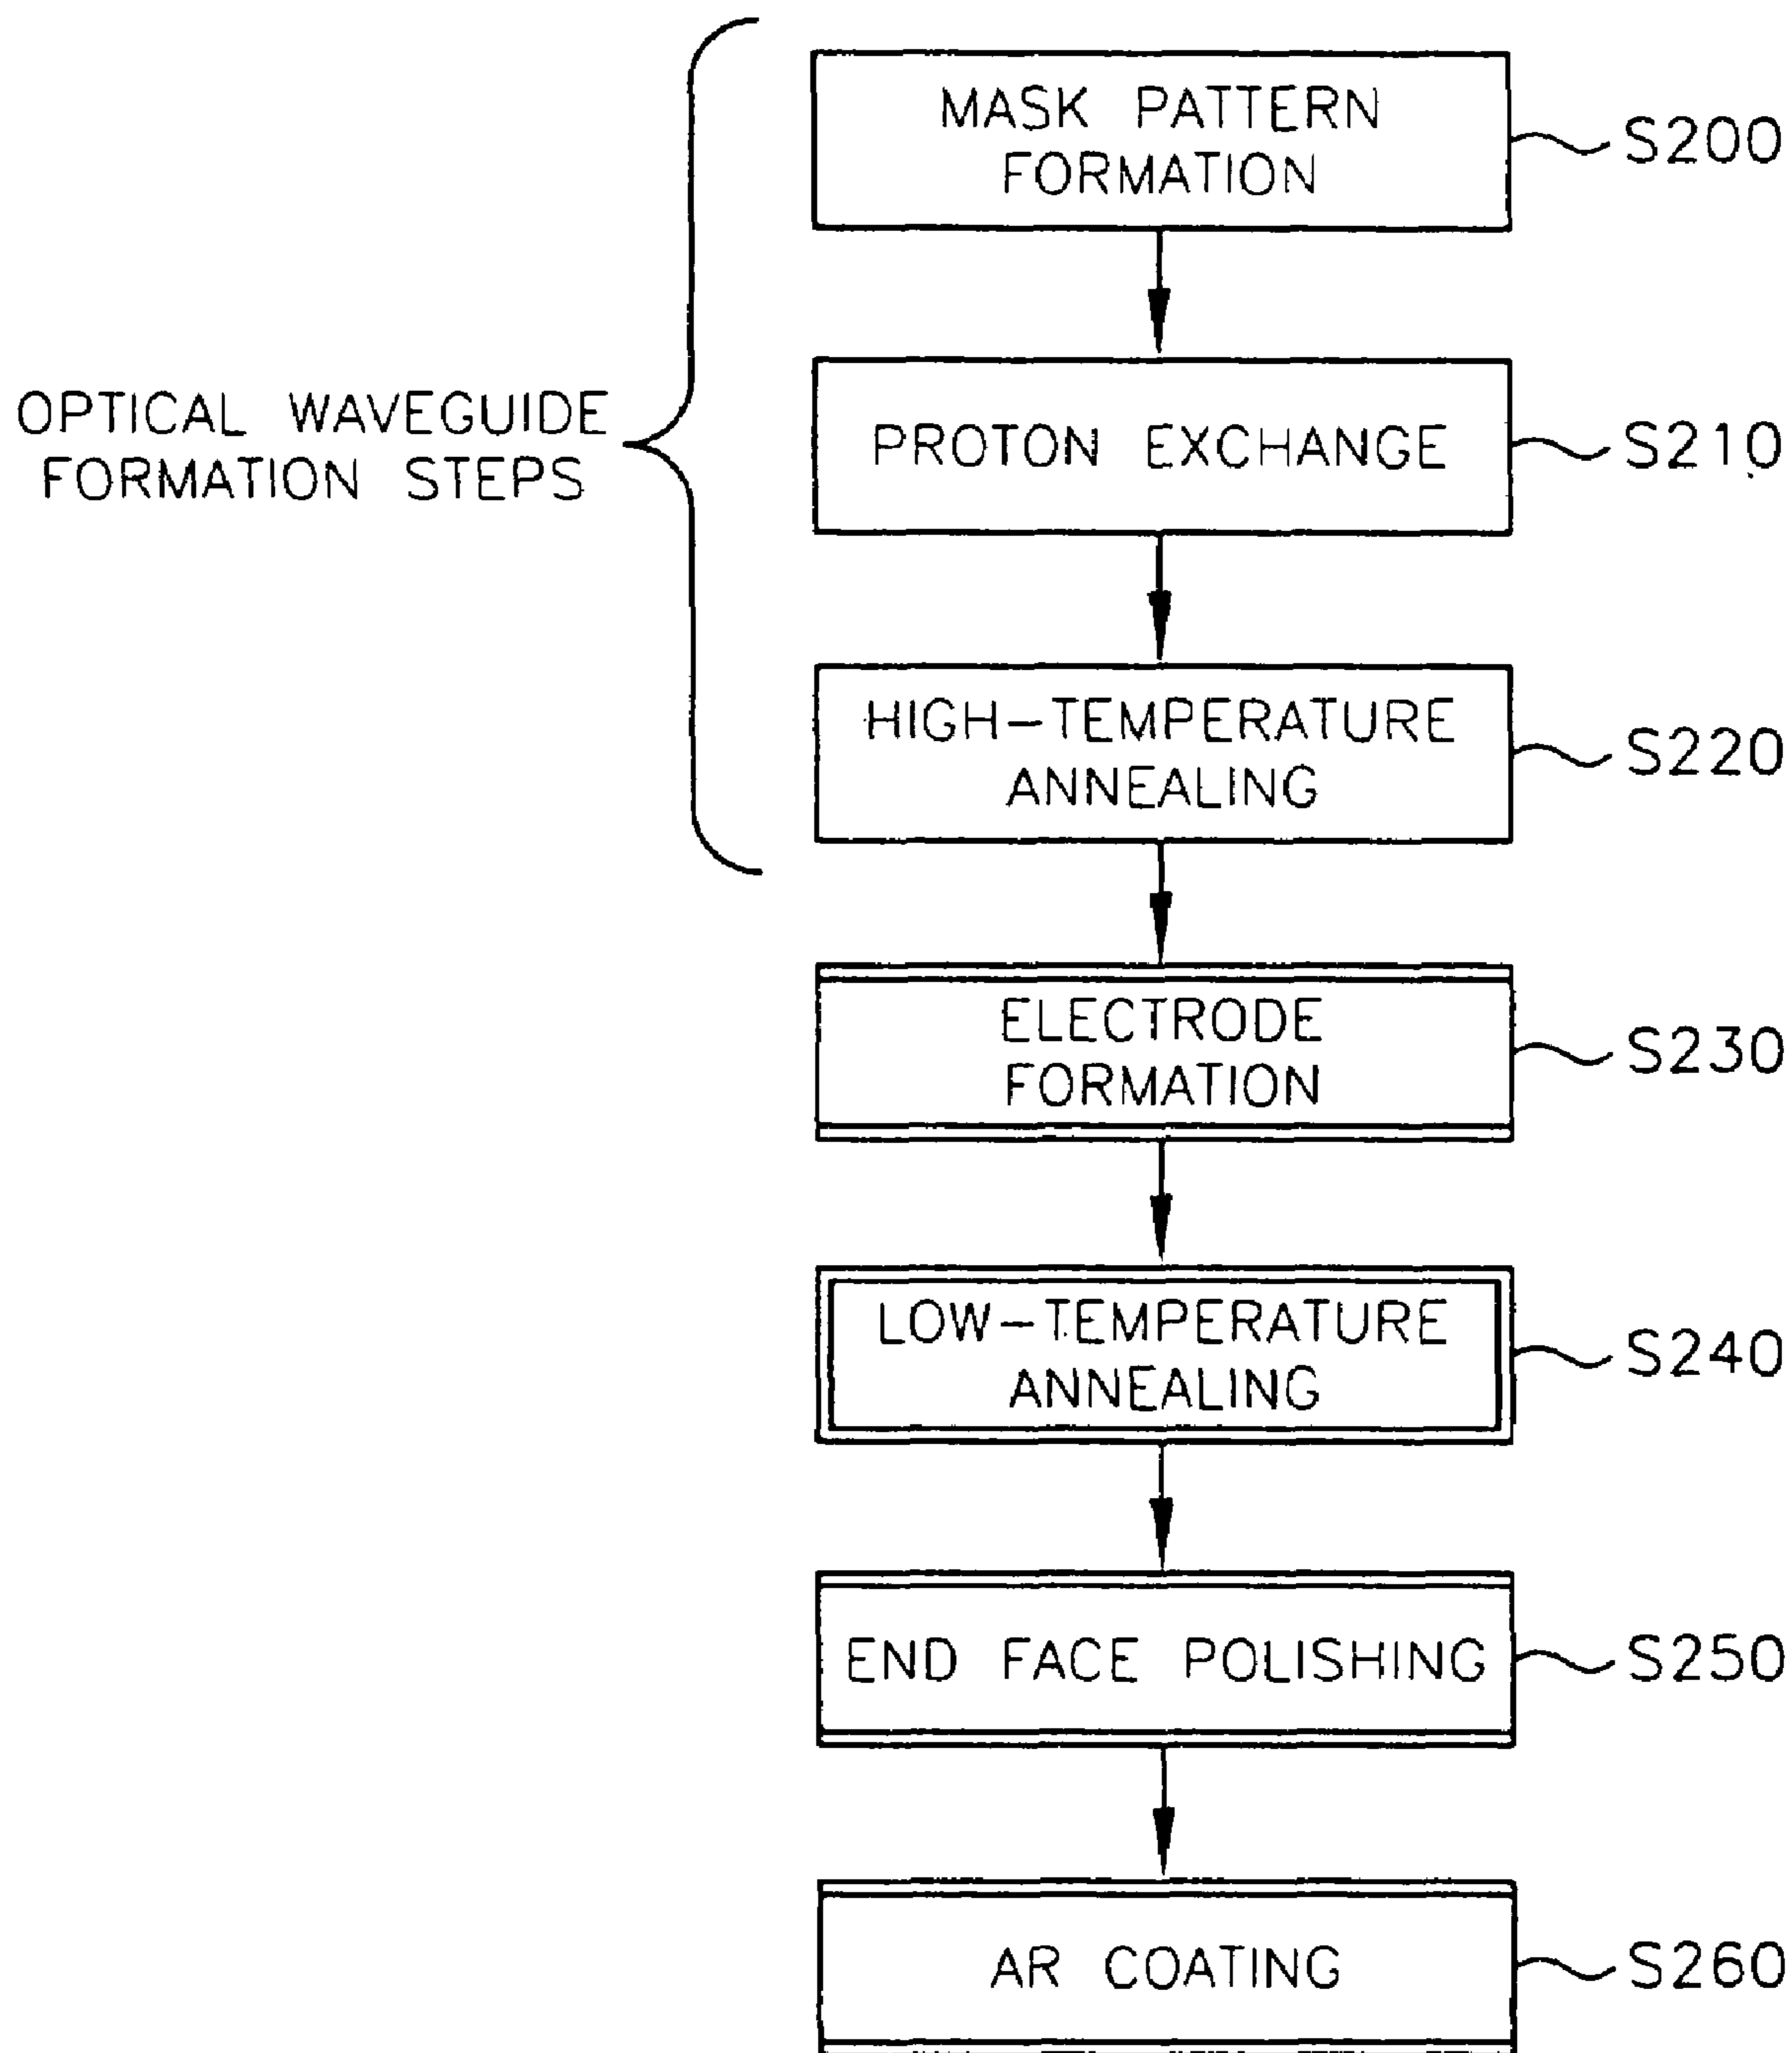 MASK PATTERN
FORMATION
S200
OPTICAL WAVEGUIDE
FORMATION STEPS
PROTON EXCHANGE
S210
HIGH-TEMPERATURE
ANNEALING
S220
ELECTRODE
FORMATION
S230
LOW-TEMPERATURE
ANNEALING
S240
END FACE POLISHING
S250
AR COATING
S260